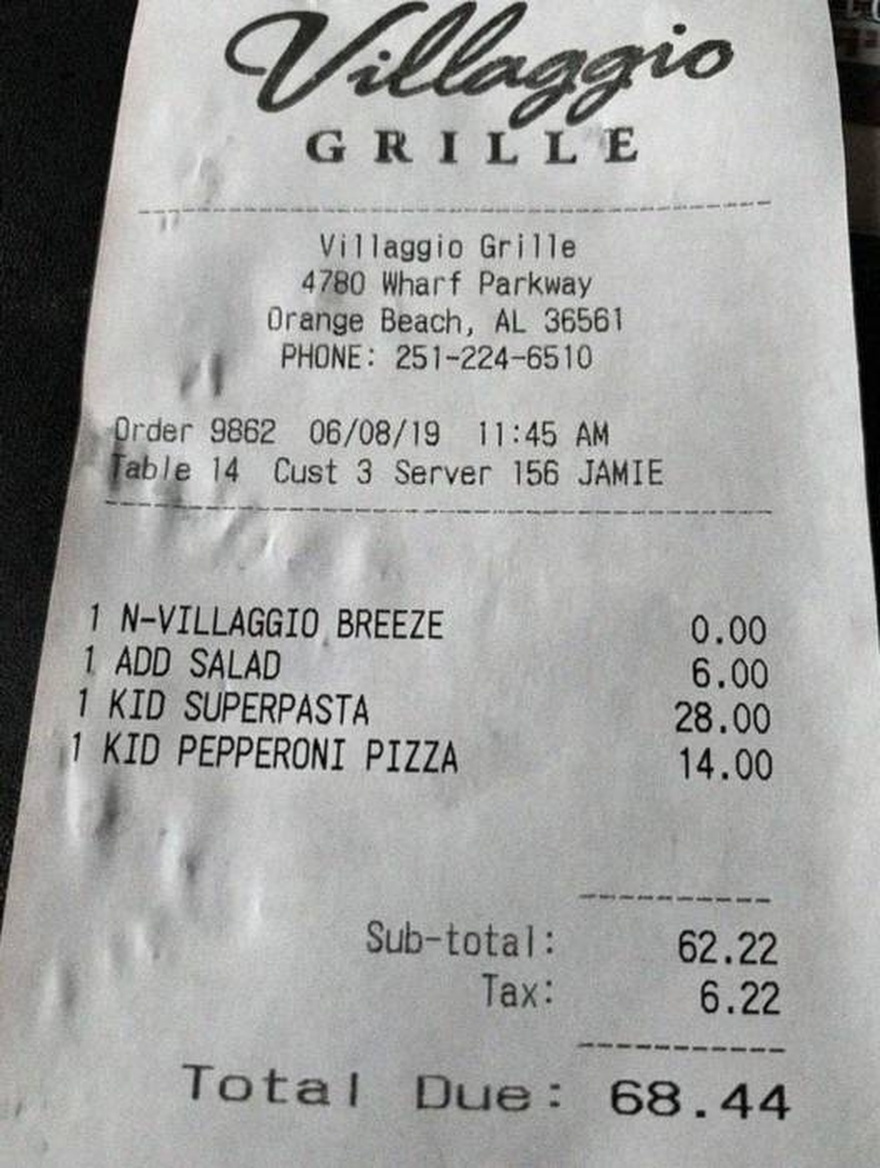 Villaggio
GRILLE
Villaggio Grille
4780 Wharf Parkway
Orange Beach, AL 36561
PHONE: 251-224-6510
Order 9862 06/08/19 11:45 AM
Table 14 Cust 3 Server 156 JAMIE
1 N-VILLAGGIO BREEZE 0.00
1 ADD SALAD 6.00
1 KID SUPERPASTA 28.00
1 KID PEPPERONI PIZZA 14.00
Sub-total: 62.22
Tax: 6.22
Total Due: 68.44